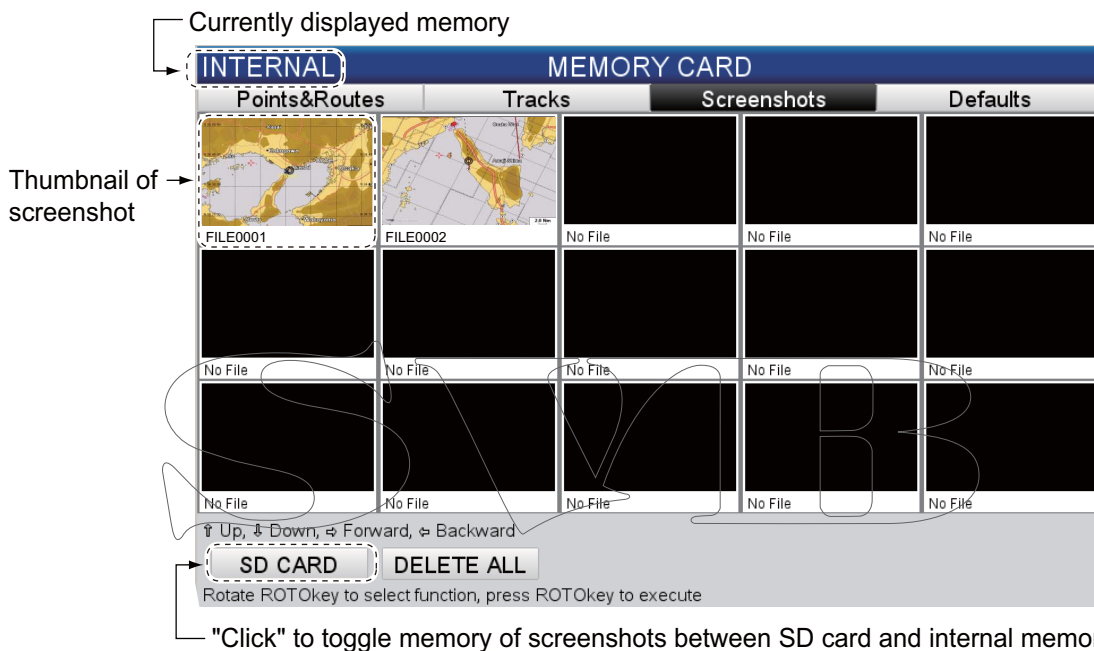 Currently displayed memory
INTERNAL MEMORY CARD
Points&Routes Tracks Screenshots Defaults
Thumbnail of
screenshot
FILE0001 FILE0002 No File No File No File
No File No File No File No File No File
No File No File No File No File No File
⇧ Up, ⇩ Down, ⇨ Forward, ⇦ Backward
SD CARD DELETE ALL
Rotate ROTOkey to select function, press ROTOkey to execute
"Click" to toggle memory of screenshots between SD card and internal
SYMB